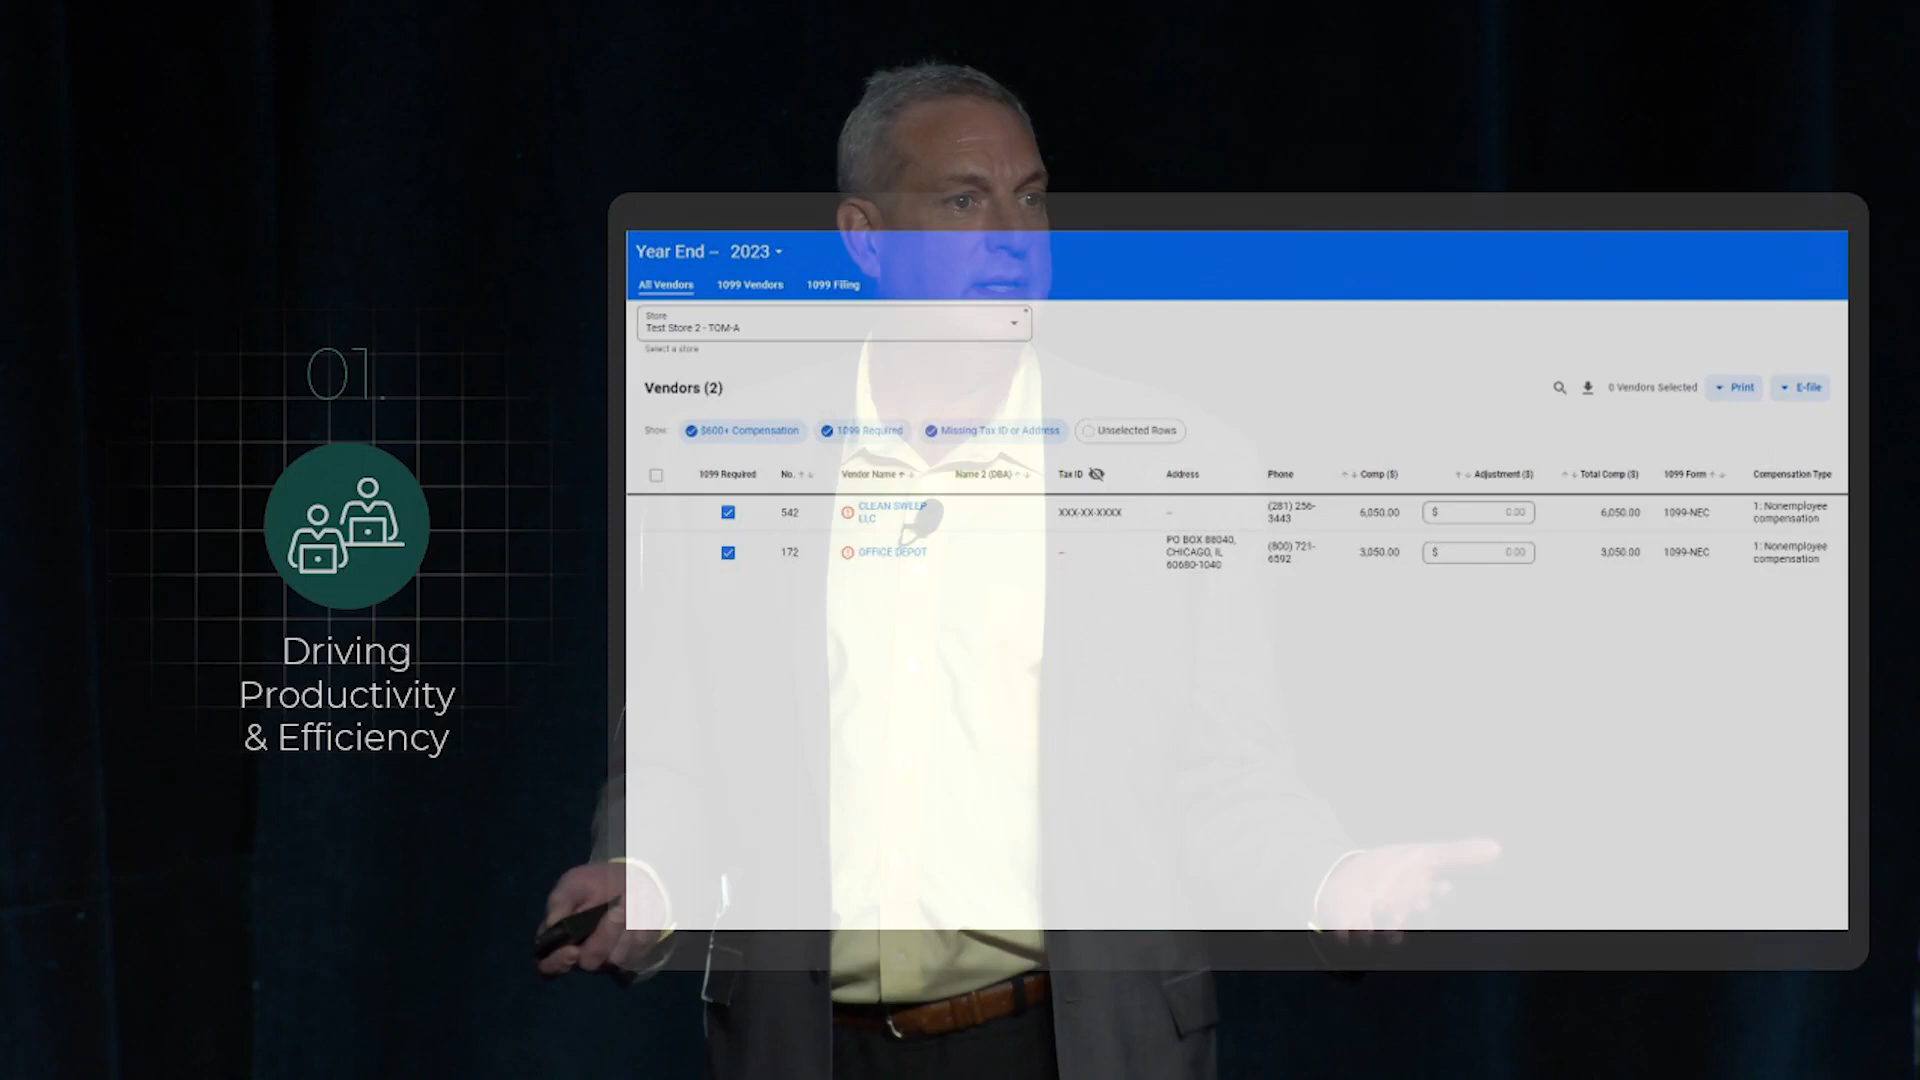 01.
Driving
Productivity
& Efficiency
Year End – 2023
All Vendors 1099 Vendors 1099 Filing
Store
Test Store 2 - TOM-A
Select a store
Vendors (2)
0 Vendors Selected Print E-file
Show: $600+ Compensation 1099 Required Missing Tax ID or Address Unselected Rows
1099 Required No. Vendor Name Name 2 (DBA) Tax ID Address Phone Comp ($) Adjustment ($) Total Comp ($) 1099 Form Compensation Type
542 CLEAN SWEEP LLC XXX-XX-XXXX – (281) 256-3443 6,050.00 $ 0.00 6,050.00 1099-NEC 1: Nonemployee compensation
172 OFFICE DEPOT – PO BOX 88040, CHICAGO, IL 60680-1040 (800) 721-6592 3,050.00 $ 0.00 3,050.00 1099-NEC 1: Nonemployee compensation